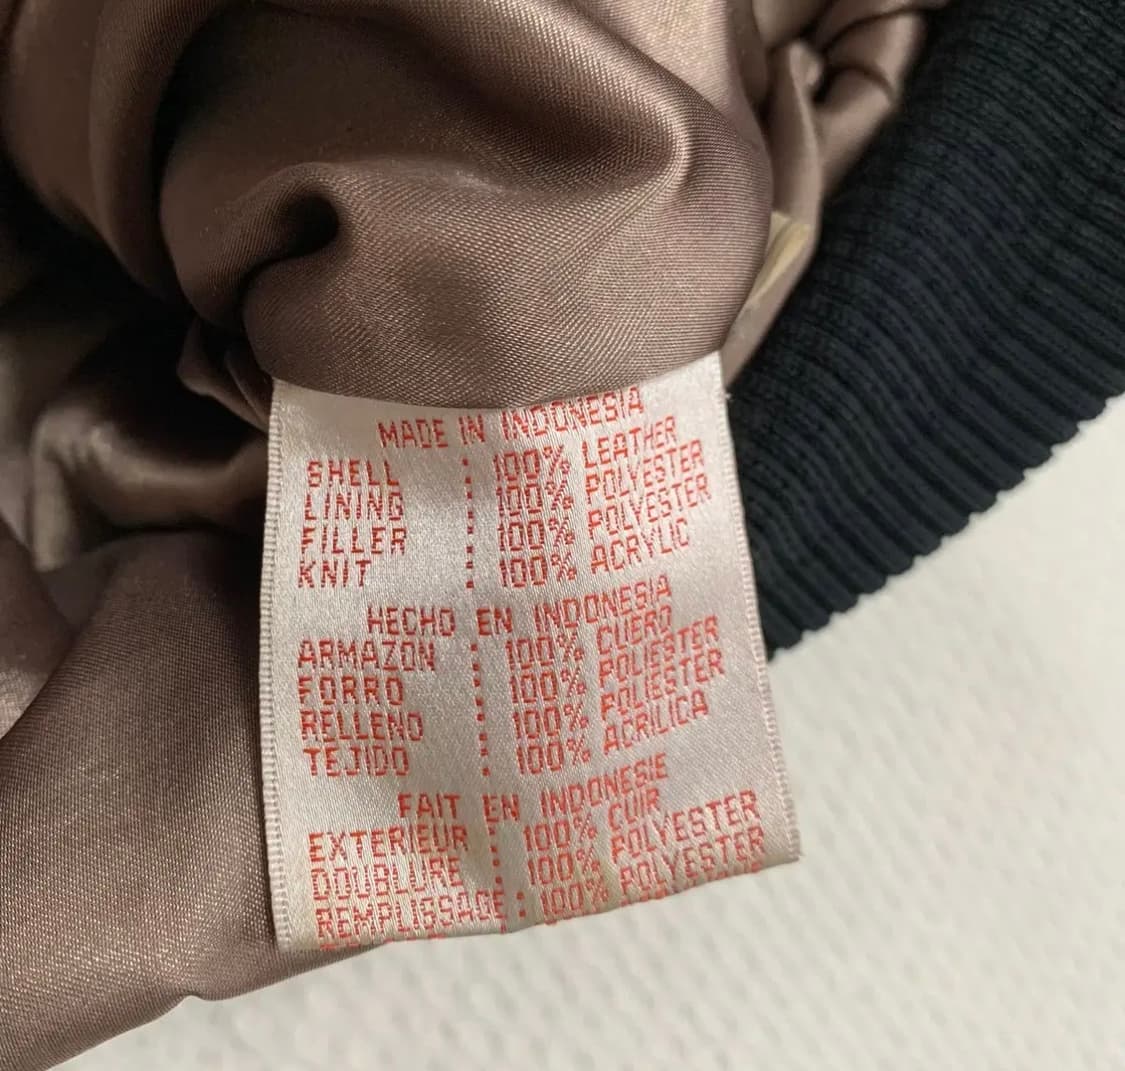 MADE IN INDONESIA
SHELL : 100% LEATHER
LINING : 100% POLYESTER
FILLER : 100% POLYESTER
KNIT : 100% ACRYLIC
HECHO EN INDONESIA
ARMAZON : 100% CUERO
FORRO : 100% POLIESTER
RELLENO : 100% POLIESTER
TEJIDO : 100% ACRILICA
FAIT EN INDONESIE
EXTERIEUR : 100% CUIR
DOUBLURE : 100% POLYESTER
REMPLISSAGE : 100% POLYESTER